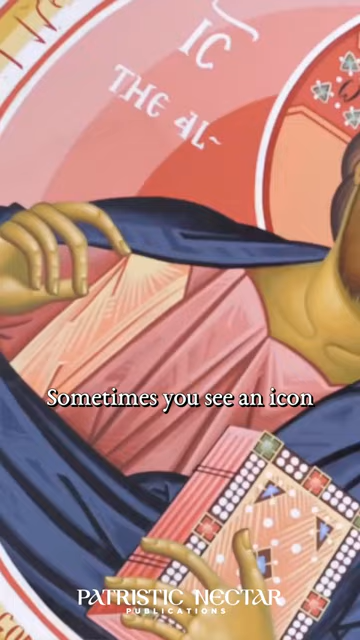 IC
THE AL~
Sometimes you see an icon
PATRISTIC NECTAR
PUBLICATIONS